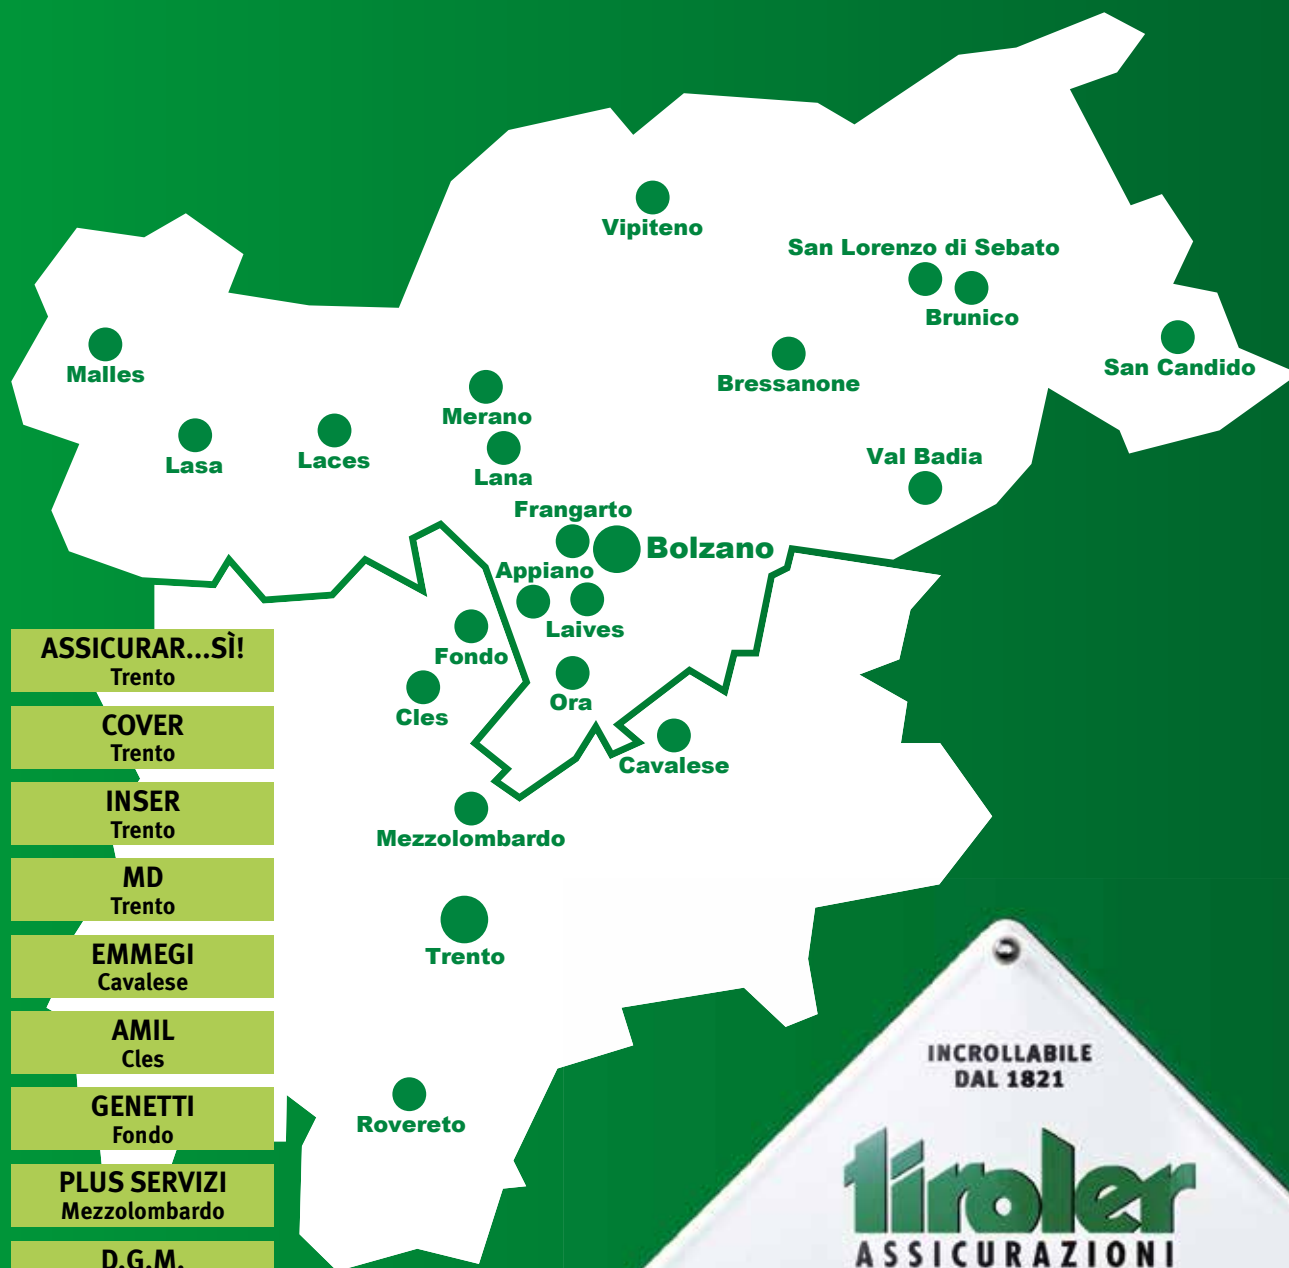 Vipiteno
San Lorenzo di Sebato
Brunico
San Candido
Malles
Bressanone
Merano
Lasa
Laces
Lana
Val Badia
Frangarto
Bolzano
Appiano
Laives
Fondo
Ora
Cles
Cavalese
Mezzolombardo
Trento
Rovereto
ASSICURAR...SÌ!
Trento
COVER
Trento
INSER
Trento
MD
Trento
EMMEGI
Cavalese
AMIL
Cles
GENETTI
Fondo
PLUS SERVIZI
Mezzolombardo
D.G.M.
INCROLLABILE
DAL 1821
tiroler
ASSICURAZIONI